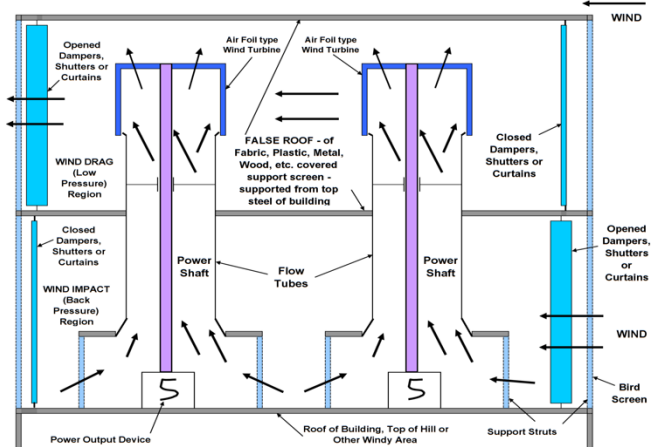 WIND
Opened
Dampers,
Shutters or
Curtains
Air Foil type
Wind Turbine
Air Foil type
Wind Turbine
WIND DRAG
(Low
Pressure)
Region
FALSE ROOF - of
Fabric, Plastic, Metal,
Wood, etc. covered
support screen -
supported from top
steel of building
Closed
Dampers,
Shutters or
Curtains
Closed
Dampers,
Shutters or
Curtains
WIND IMPACT
(Back
Pressure)
Region
Power
Shaft
Flow
Tubes
Power
Shaft
Opened
Dampers,
Shutters
or
Curtains
WIND
Bird
Screen
5
5
Power Output Device
Roof of Building, Top of Hill or
Other Windy Area
Support Struts